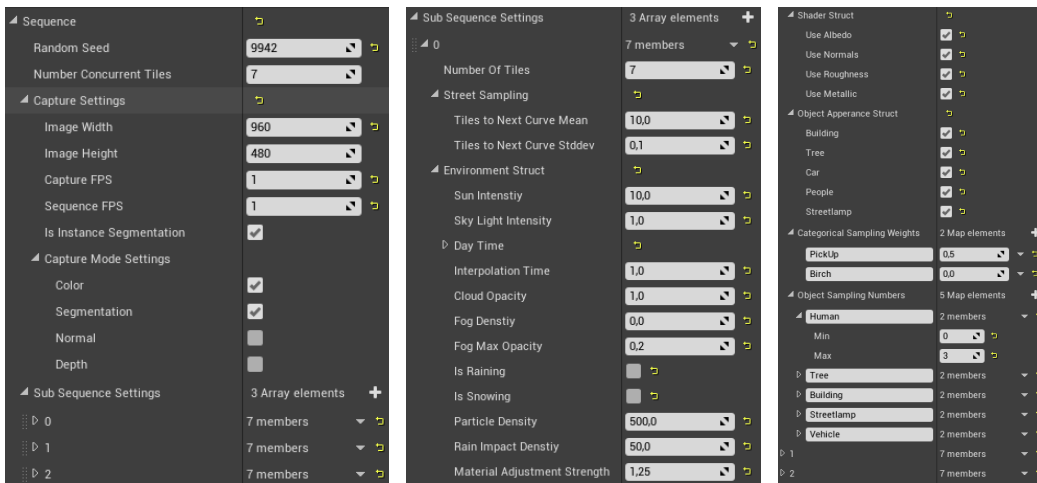 Sequence
Random Seed 9942
Number Concurrent Tiles 7
Capture Settings
Image Width 960
Image Height 480
Capture FPS 1
Sequence FPS 1
Is Instance Segmentation
Capture Mode Settings
Color
Segmentation
Normal
Depth
Sub Sequence Settings 3 Array elements
0 7 members
1 7 members
2 7 members
Sub Sequence Settings 3 Array elements
0 7 members
Number Of Tiles 7
Street Sampling
Tiles to Next Curve Mean 10,0
Tiles to Next Curve Stddev 0,1
Environment Struct
Sun Intenstiy 10,0
Sky Light Intensity 1,0
Day Time
Interpolation Time 1,0
Cloud Opacity 1,0
Fog Denstiy 0,0
Fog Max Opacity 0,2
Is Raining
Is Snowing
Particle Density 500,0
Rain Impact Denstiy 50,0
Material Adjustment Strength 1,25
Shader Struct
Use Albedo
Use Normals
Use Roughness
Use Metallic
Object Apperance Struct
Building
Tree
Car
People
Streetlamp
Categorical Sampling Weights 2 Map elements
PickUp 0,5
Birch 0,0
Object Sampling Numbers 5 Map elements
Human 2 members
Min 0
Max 3
Tree 2 members
Building 2 members
Streetlamp 2 members
Vehicle 2 members
1 7 members
2 7 members